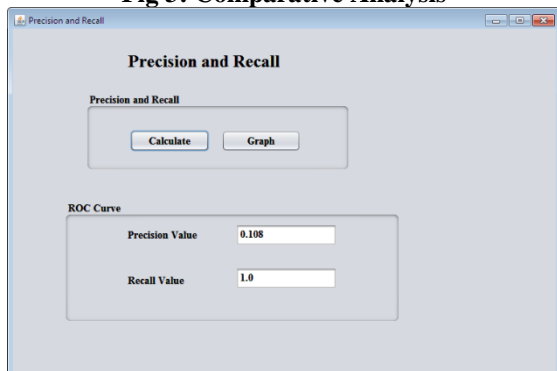 Fig 3: Comparative Analysis
Precision and Recall
Precision and Recall
Precision and Recall
Calculate Graph
ROC Curve
Precision Value 0.108
Recall Value 1.0